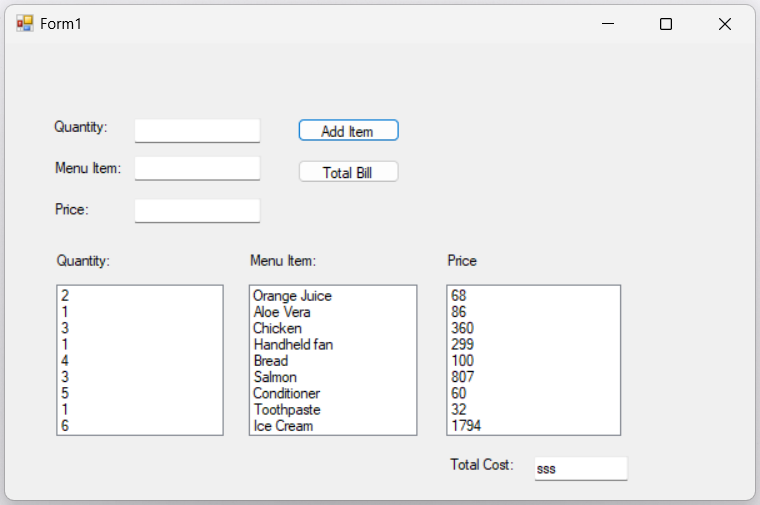 Form1
Quantity:
Add Item
Menu Item:
Total Bill
Price:
Quantity: Menu Item: Price
2 Orange Juice 68
1 Aloe Vera 86
3 Chicken 360
1 Handheld fan 299
4 Bread 100
3 Salmon 807
5 Conditioner 60
1 Toothpaste 32
6 Ice Cream 1794
Total Cost: sss